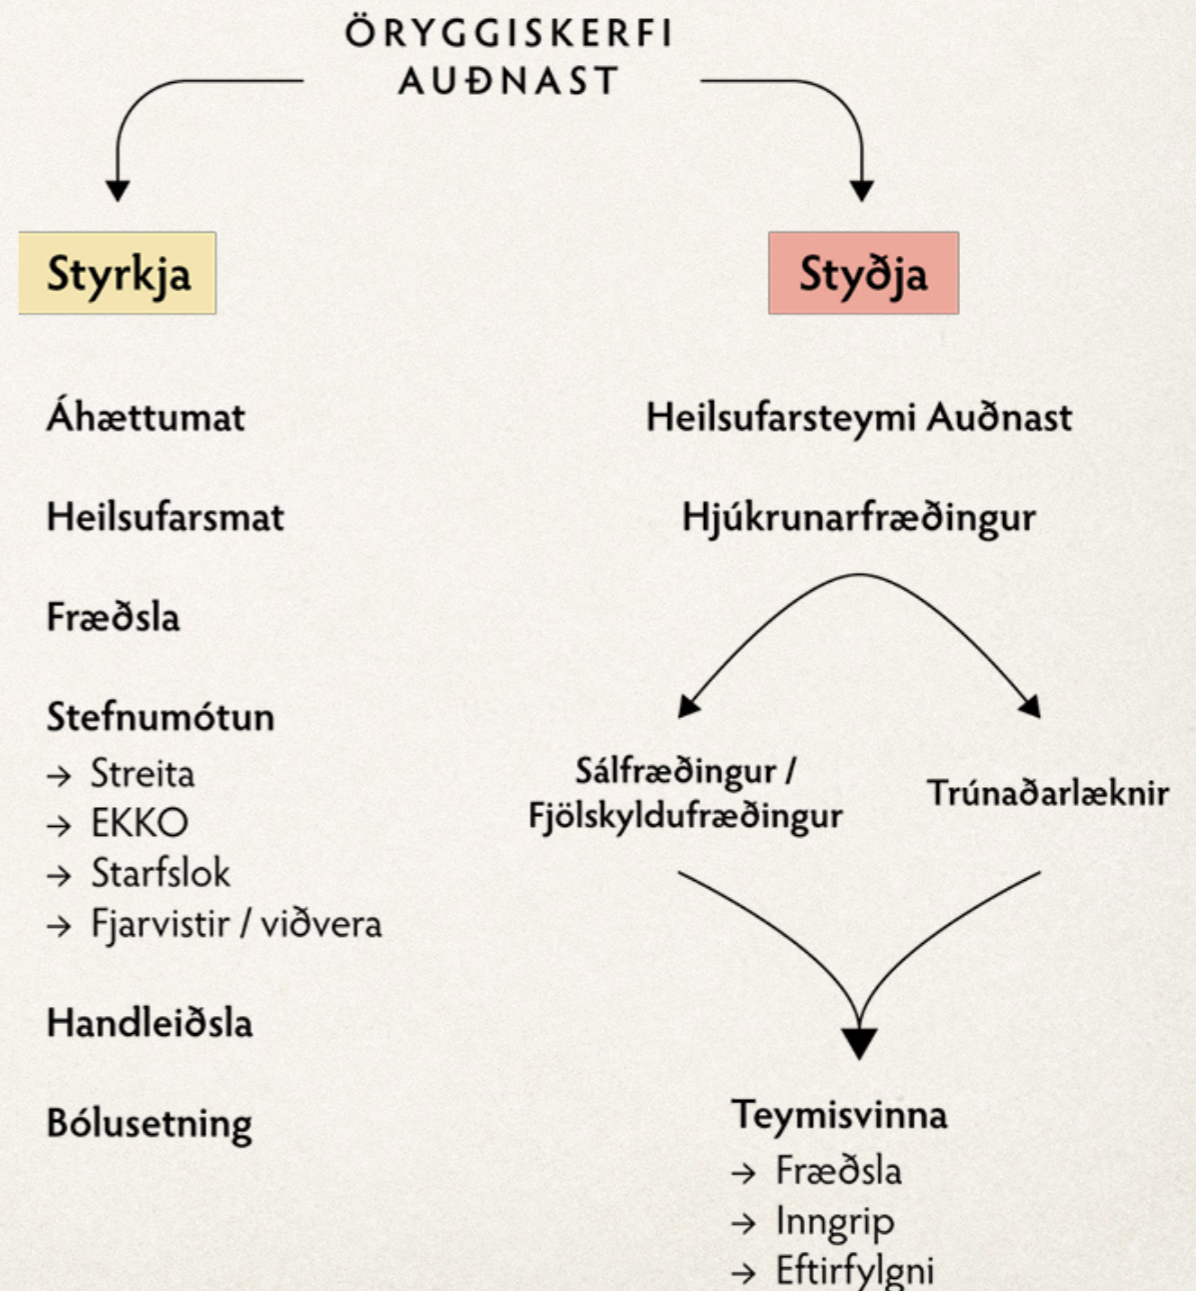 ÖRYGGISKERFI
AUÐNAST
Styrkja
Áhættumat
Heilsufarsmat
Fræðsla
Stefnumótun
→ Streita
→ EKKO
→ Starfslok
→ Fjarvistir / viðvera
Handleiðsla
Bólusetning
Styðja
Heilsufarsteymi Auðnast
Hjúkrunarfræðingur
Sálfræðingur /
Fjölskyldufræðingur
Trúnaðarlæknir
Teymisvinna
→ Fræðsla
→ Inngrip
→ Eftirfylgni